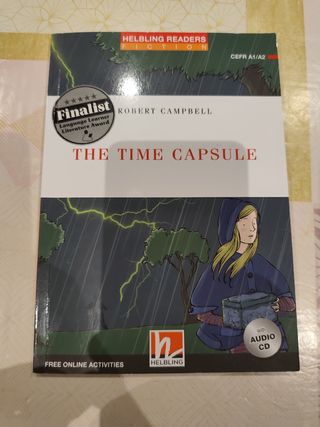 HELBLING READERS
FICTION
CEFR A1/A2
Finalist
Language Learner
Literature Award
ROBERT CAMPBELL
THE TIME CAPSULE
with
AUDIO
CD
h
HELBLING
FREE ONLINE ACTIVITIES